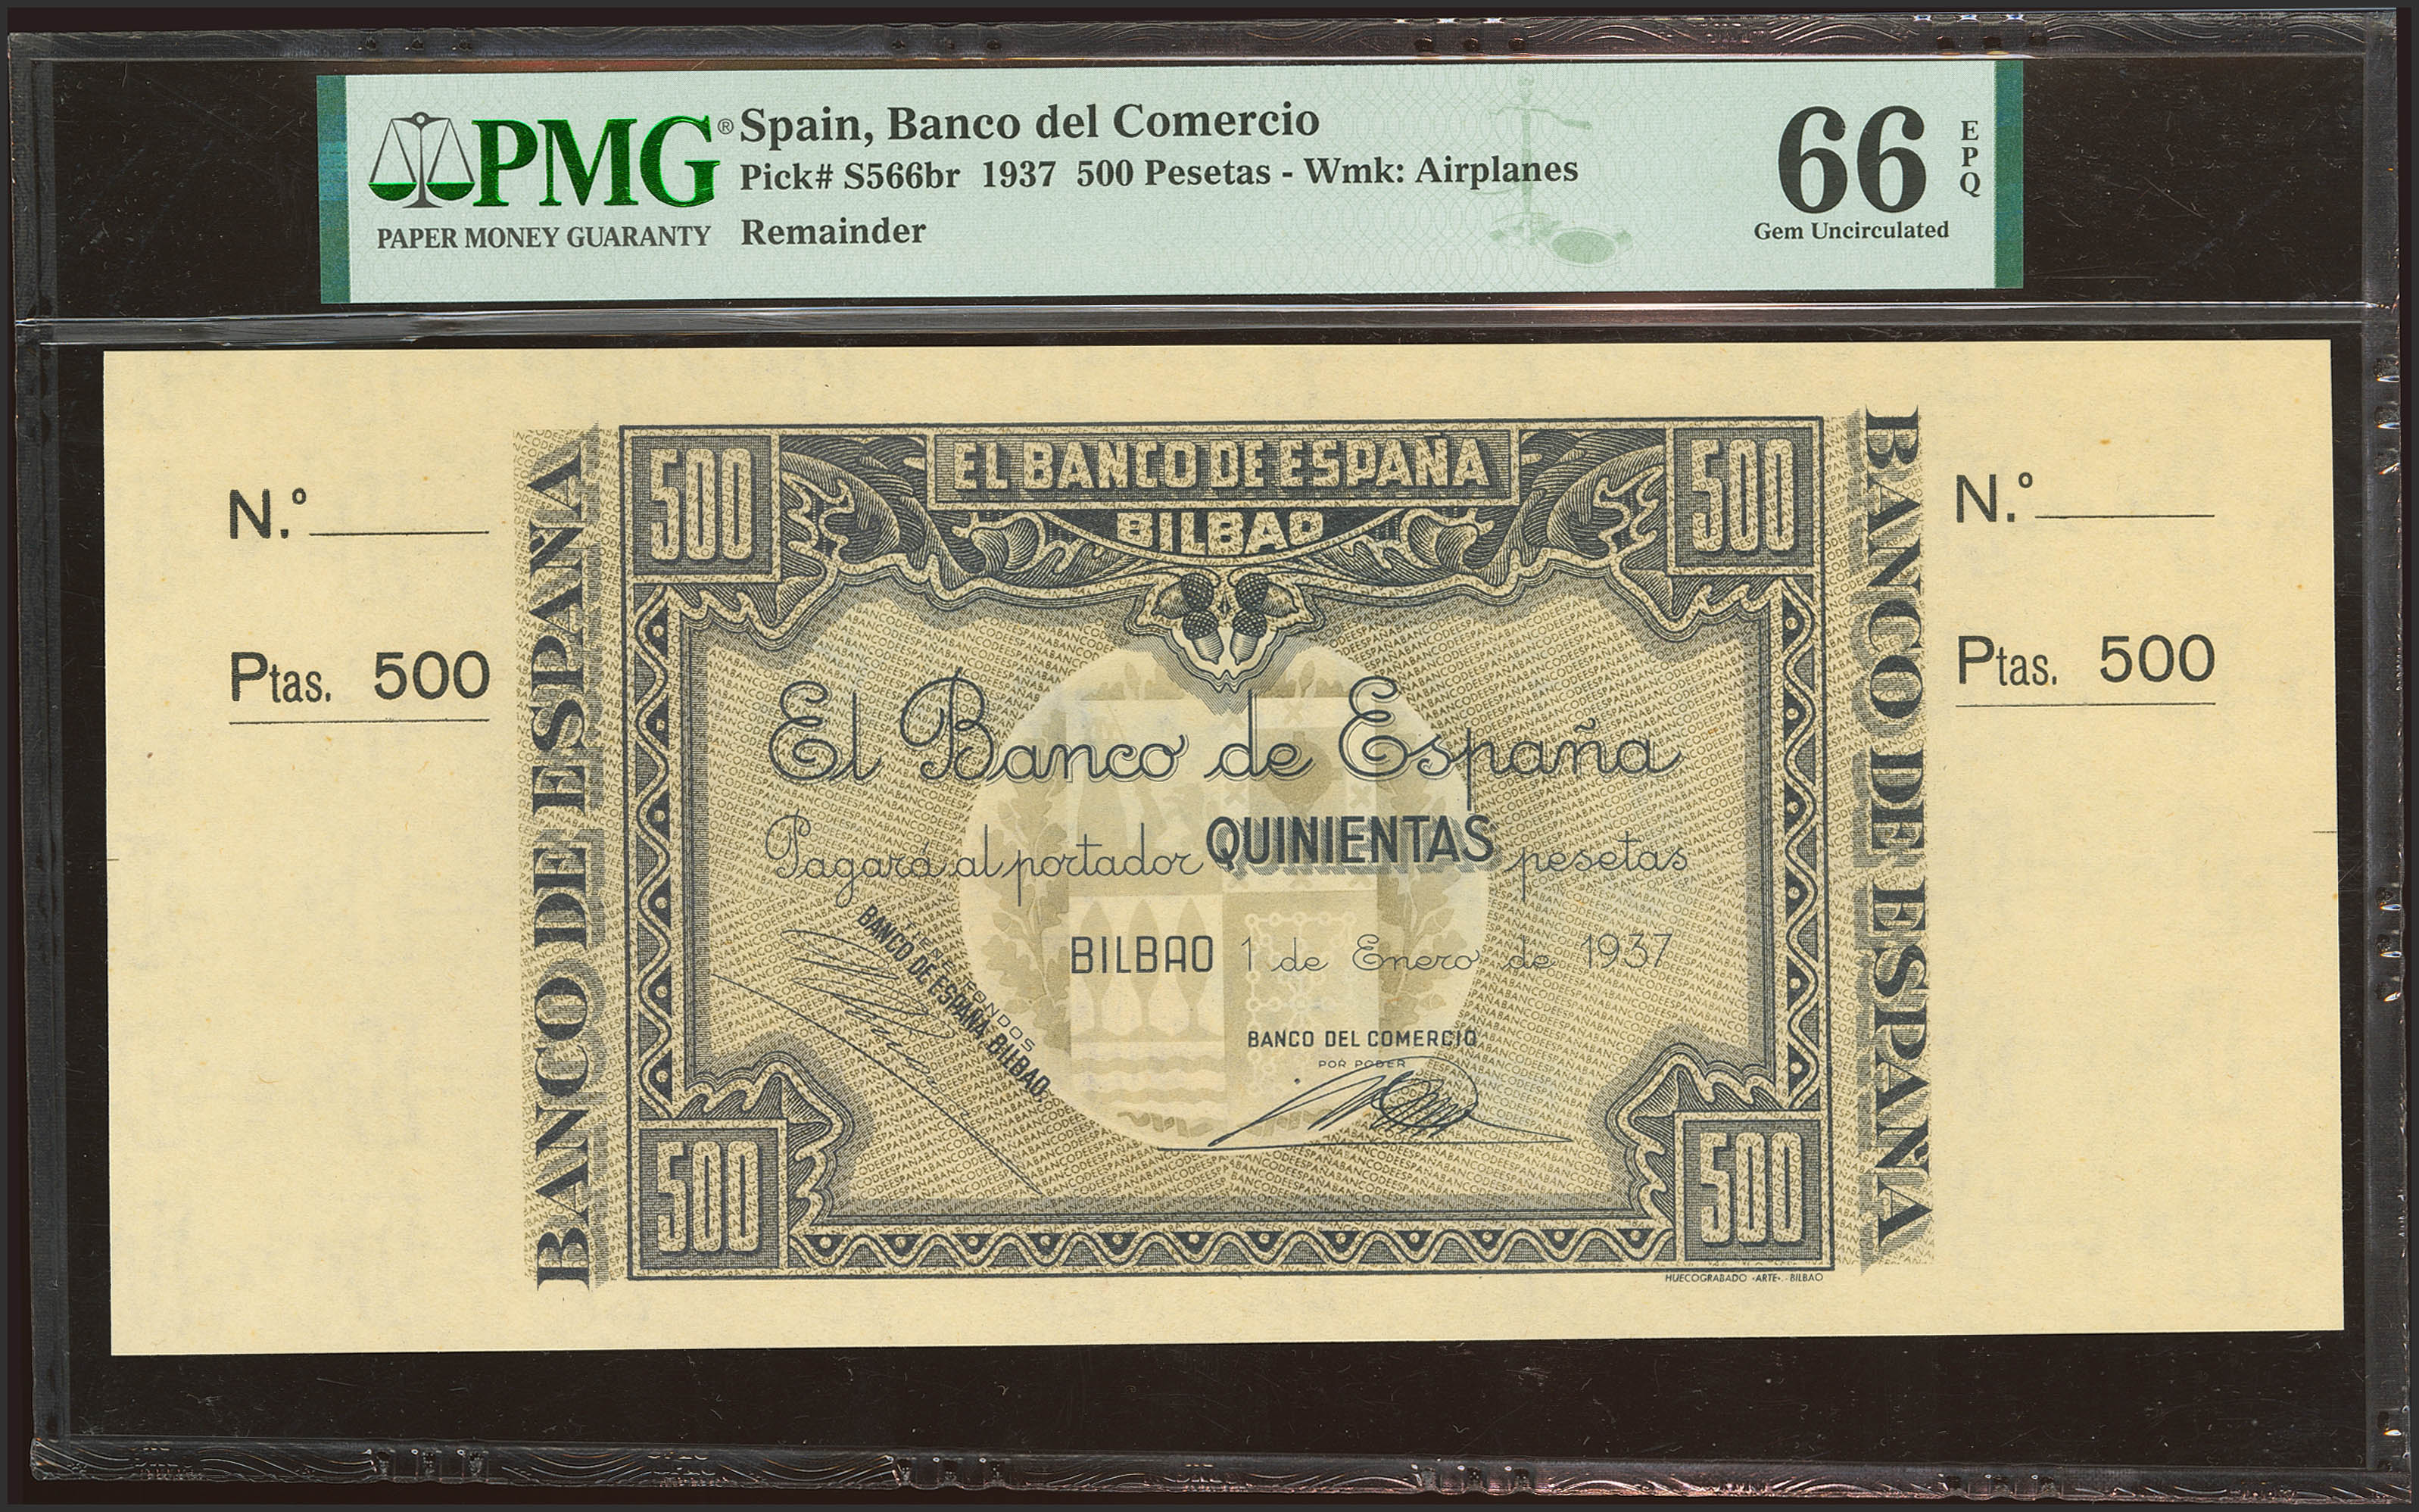 PMG®
PAPER MONEY GUARANTY
Spain, Banco del Comercio
Pick# S566br 1937 500 Pesetas - Wmk: Airplanes
Remainder
66
EPQ
Gem Uncirculated
N.º
Ptas. 500
BANCO DE ESPAÑA
500
EL BANCO DE ESPAÑA
500
BILBAO
El Banco de España
Pagará al portador QUINIENTAS pesetas
BILBAO 1 de Enero de 1937
BANCO DE ESPAÑA. BILBAO.
BANCO DEL COMERCIO
POR PODER
500
500
HUECOGRABADO -ARTE-. - BILBAO
BANCO DE ESPAÑA
N.º
Ptas. 500